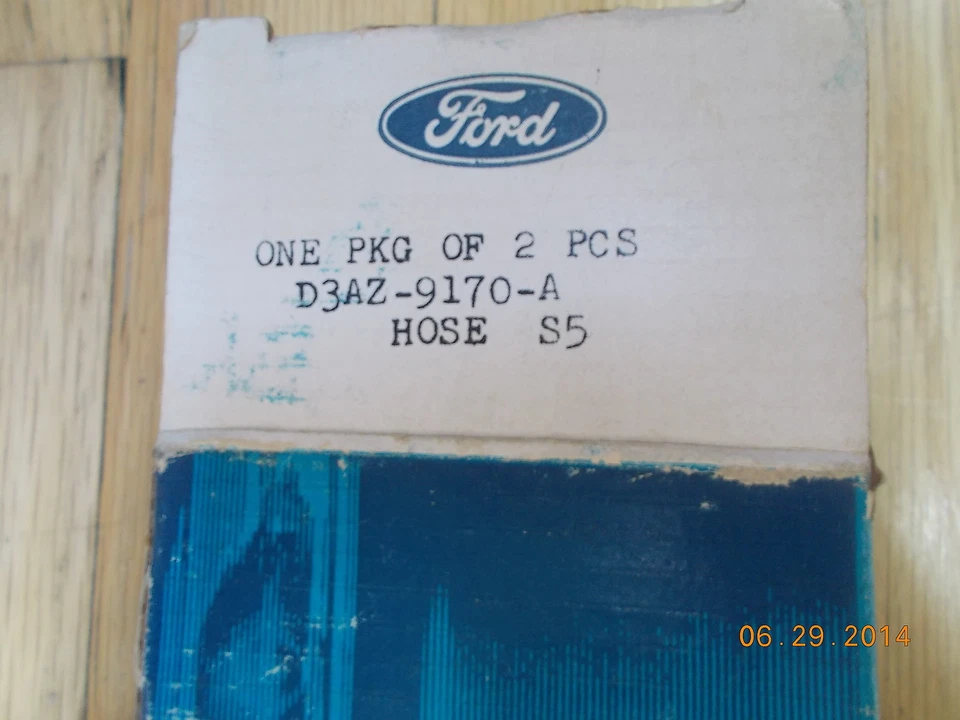 Ford
ONE PKG OF 2 PCS
D3AZ-9170-A
HOSE S5
06.29.2014